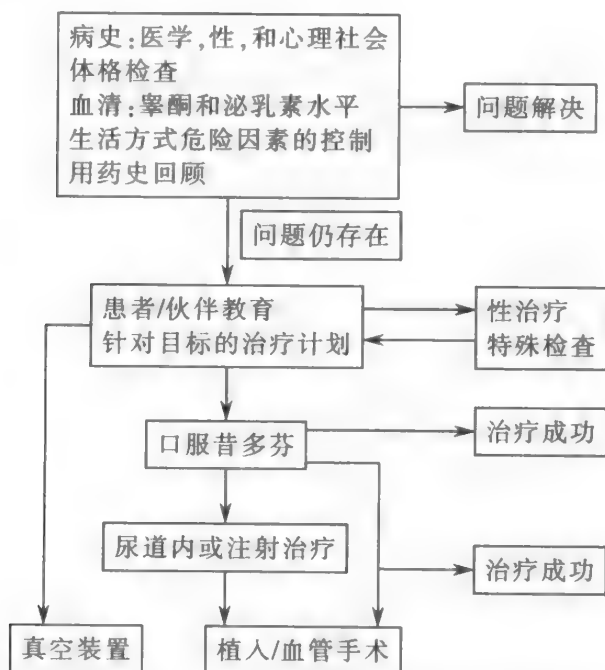 病史:医学,性,和心理社会
体格检查
血清:睾酮和泌乳素水平
生活方式危险因素的控制
用药史回顾
问题解决
问题仍存在
患者/伙伴教育
针对目标的治疗计划
性治疗
特殊检查
口服昔多芬
治疗成功
尿道内或注射治疗
治疗成功
真空装置
植入/血管手术